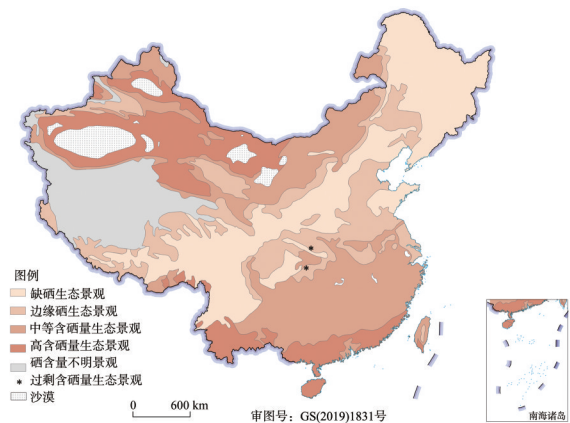 图例
缺硒生态景观
边缘硒生态景观
中等含硒量生态景观
高含硒量生态景观
硒含量不明景观
过剩含硒量生态景观
沙漠
0 600 km
审图号：GS(2019)1831号
南海诸岛